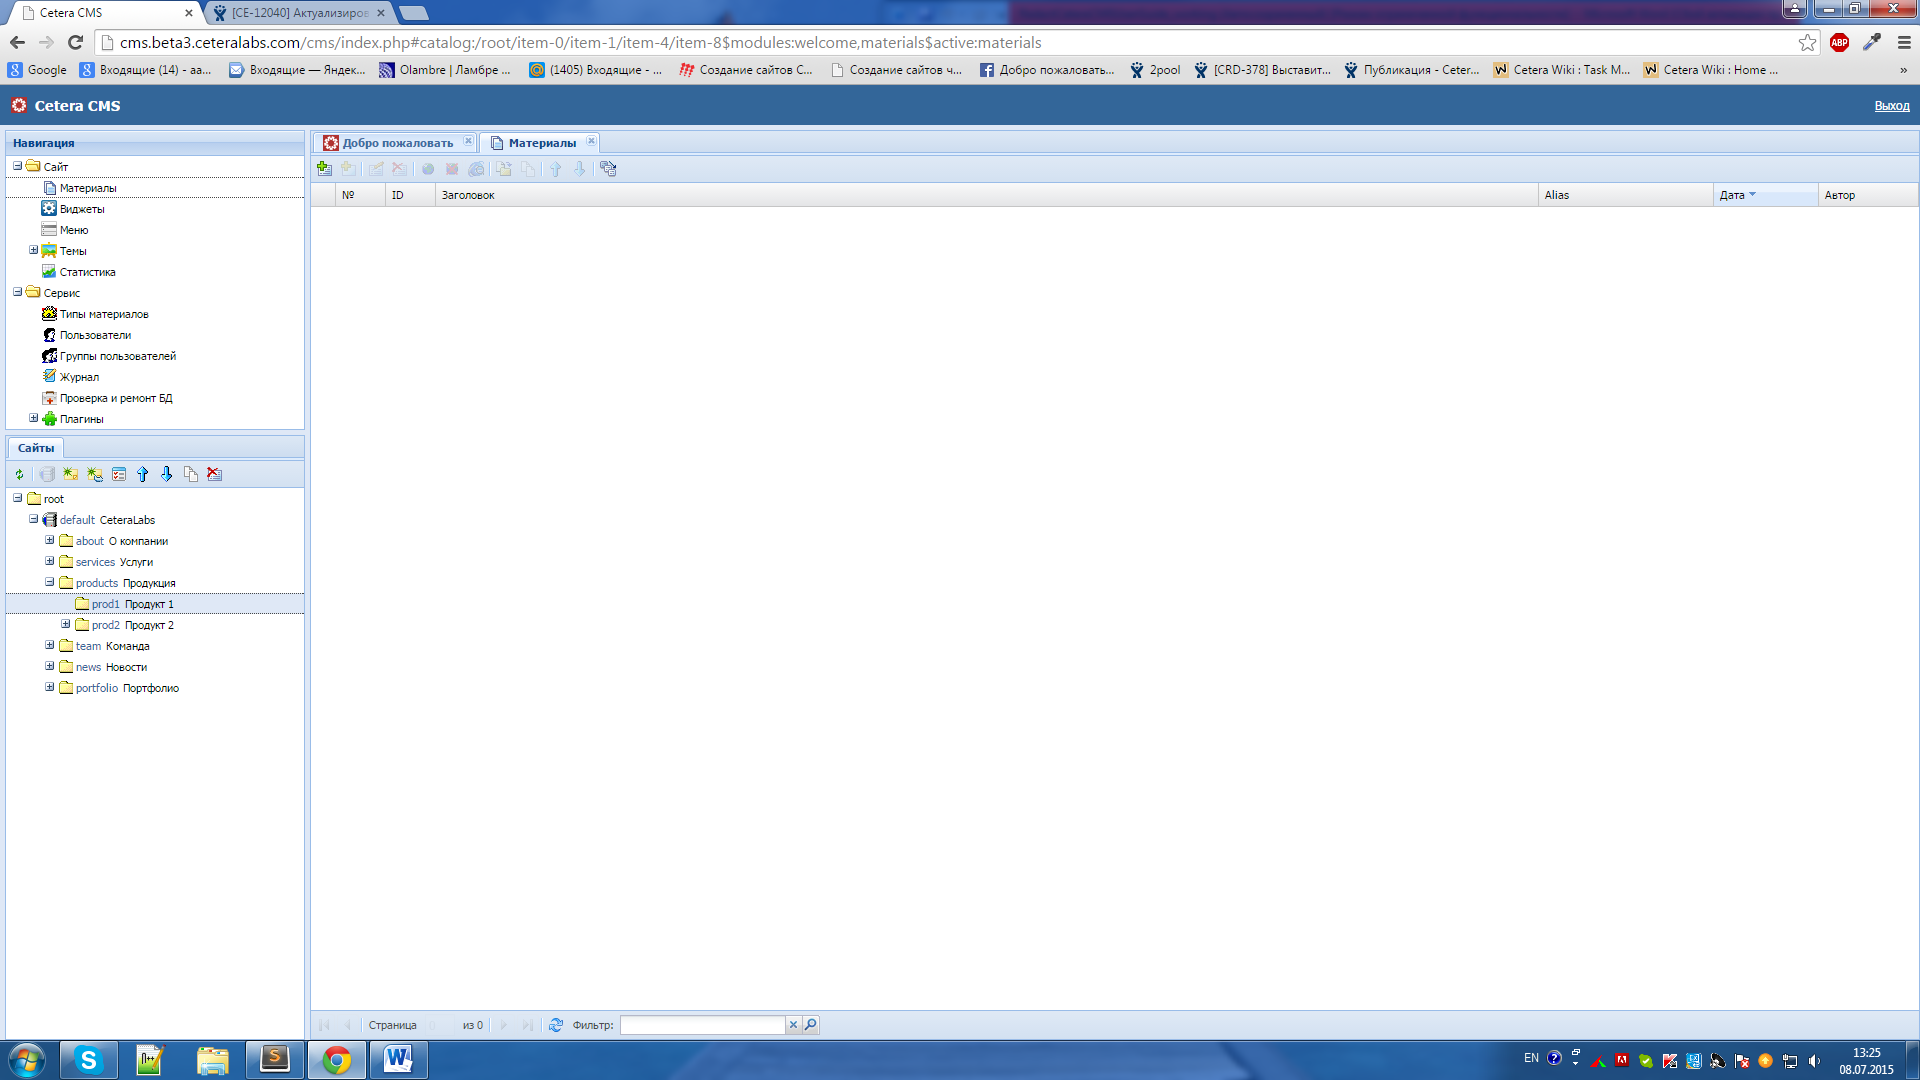 Cetera CMS
[CE-12040] Актуализиров
cms.beta3.ceteralabs.com/cms/index.php#catalog:/root/item-0/item-1/item-4/item-8$modules:welcome,materials$active:materials
ABP
Google
Входящие (14) - aa...
Входящие — Яндек...
Olambre | Ламбре ...
(1405) Входящие - ...
Создание сайтов С...
Создание сайтов ч...
Добро пожаловать...
2pool
[CRD-378] Выставит...
Публикация - Ceter...
Cetera Wiki : Task M...
Cetera Wiki : Home ...
»
Cetera CMS
Выход
Навигация
Сайт
Материалы
Виджеты
Меню
Темы
Статистика
Сервис
Типы материалов
Пользователи
Группы пользователей
Журнал
Проверка и ремонт БД
Плагины
Сайты
root
default CeteraLabs
about О компании
services Услуги
products Продукция
prod1 Продукт 1
prod2 Продукт 2
team Команда
news Новости
portfolio Портфолио
Добро пожаловать
Материалы
№ ID Заголовок Alias Дата Автор
Страница из 0 Фильтр:
EN
13:25
08.07.2015